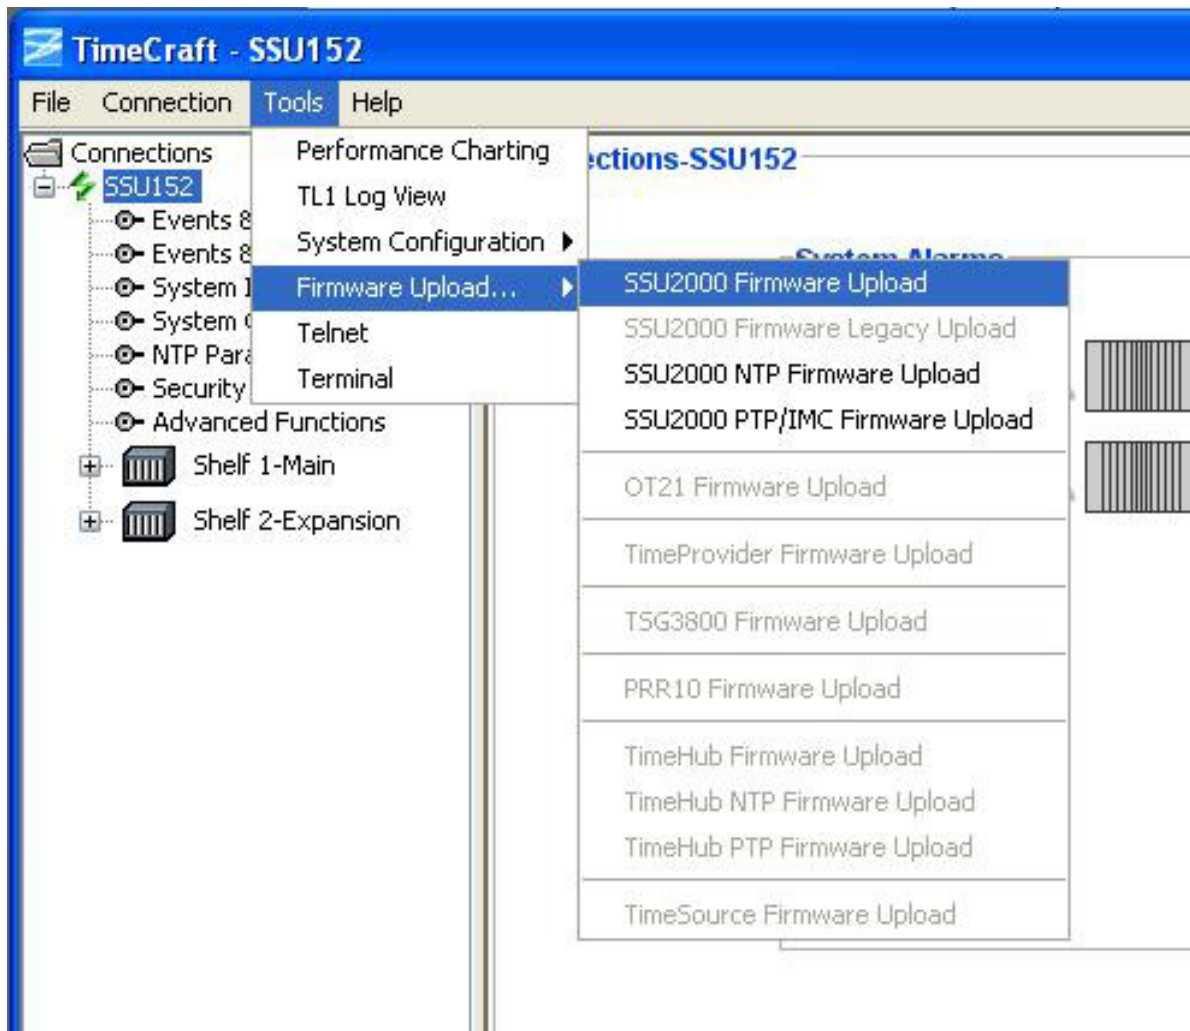 TimeCraft - SSU152
File Connection Tools Help
Connections
SSU152
Events
Events
System
System
NTP
Security
Advanced Functions
Shelf 1-Main
Shelf 2-Expansion
Performance Charting
TL1 Log View
System Configuration
Firmware Upload...
Telnet
Terminal
SSU2000 Firmware Upload
SSU2000 Firmware Legacy Upload
SSU2000 NTP Firmware Upload
SSU2000 PTP/IMC Firmware Upload
OT21 Firmware Upload
TimeProvider Firmware Upload
TSG3800 Firmware Upload
PRR10 Firmware Upload
TimeHub Firmware Upload
TimeHub NTP Firmware Upload
TimeHub PTP Firmware Upload
TimeSource Firmware Upload
ections-SSU152
System Alarms